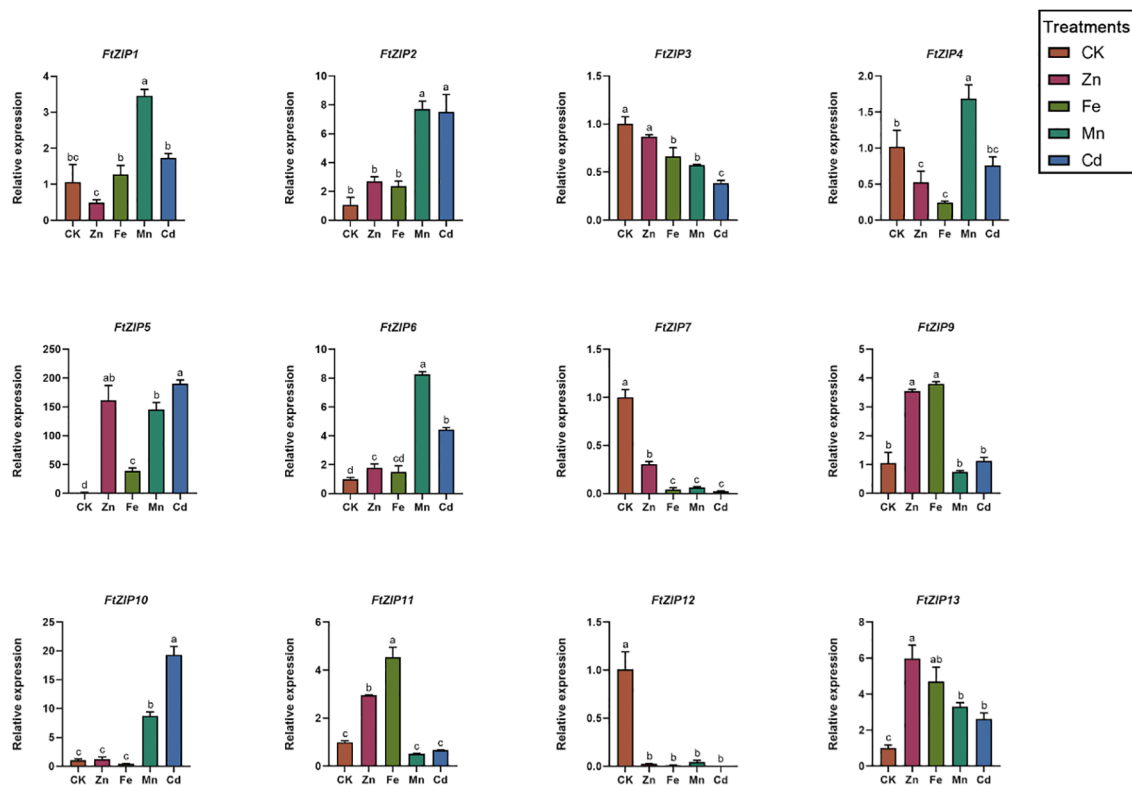 Treatments
CK
Zn
Fe
Mn
Cd
FtZIP1
Relative expression
4
3
2
1
0
bc
c
b
a
b
CK Zn Fe Mn Cd
FtZIP2
Relative expression
10
8
6
4
2
0
b
b
b
a
a
CK Zn Fe Mn Cd
FtZIP3
Relative expression
1.5
1.0
0.5
0.0
a
a
b
b
c
CK Zn Fe Mn Cd
FtZIP4
Relative expression
2.0
1.5
1.0
0.5
0.0
b
c
c
a
bc
CK Zn Fe Mn Cd
FtZIP5
Relative expression
250
200
150
100
50
0
d
ab
c
b
a
CK Zn Fe Mn Cd
FtZIP6
Relative expression
10
8
6
4
2
0
d
c
cd
a
b
CK Zn Fe Mn Cd
FtZIP7
Relative expression
1.5
1.0
0.5
0.0
a
b
c
c
c
CK Zn Fe Mn Cd
FtZIP9
Relative expression
5
4
3
2
1
0
b
a
a
b
b
CK Zn Fe Mn Cd
FtZIP10
Relative expression
25
20
15
10
5
0
c
c
c
b
a
CK Zn Fe Mn Cd
FtZIP11
Relative expression
6
4
2
0
c
b
a
c
c
CK Zn Fe Mn Cd
FtZIP12
Relative expression
1.5
1.0
0.5
0.0
a
b
b
b
b
CK Zn Fe Mn Cd
FtZIP13
Relative expression
8
6
4
2
0
c
a
ab
b
b
CK Zn Fe Mn Cd